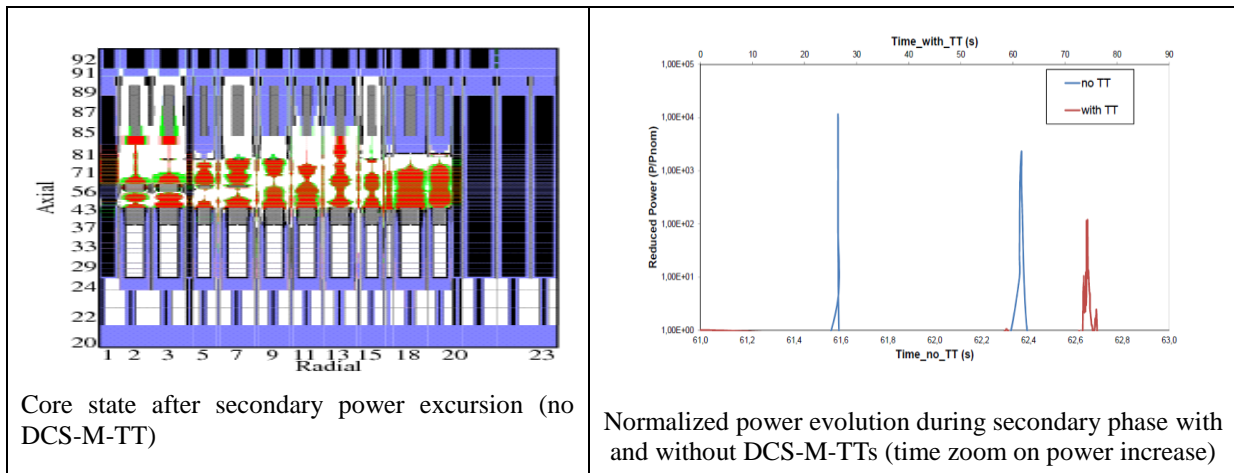 92
91
89
87
85
81
71
56
43
37
33
29
24
22
20
Axial
1 2 3 5 7 9 11 13 15 18 20 23
Radial
Core state after secondary power excursion (no
DCS-M-TT)
Time_with_TT (s)
0 10 20 30 40 50 60 70 80 90
1,00E+05
1,00E+04
1,00E+03
1,00E+02
1,00E+01
1,00E+00
Reduced Power (P/Pnom)
no TT
with TT
61,0 61,2 61,4 61,6 61,8 62,0 62,2 62,4 62,6 62,8 63,0
Time_no_TT (s)
Normalized power evolution during secondary phase with
and without DCS-M-TTs (time zoom on power increase)